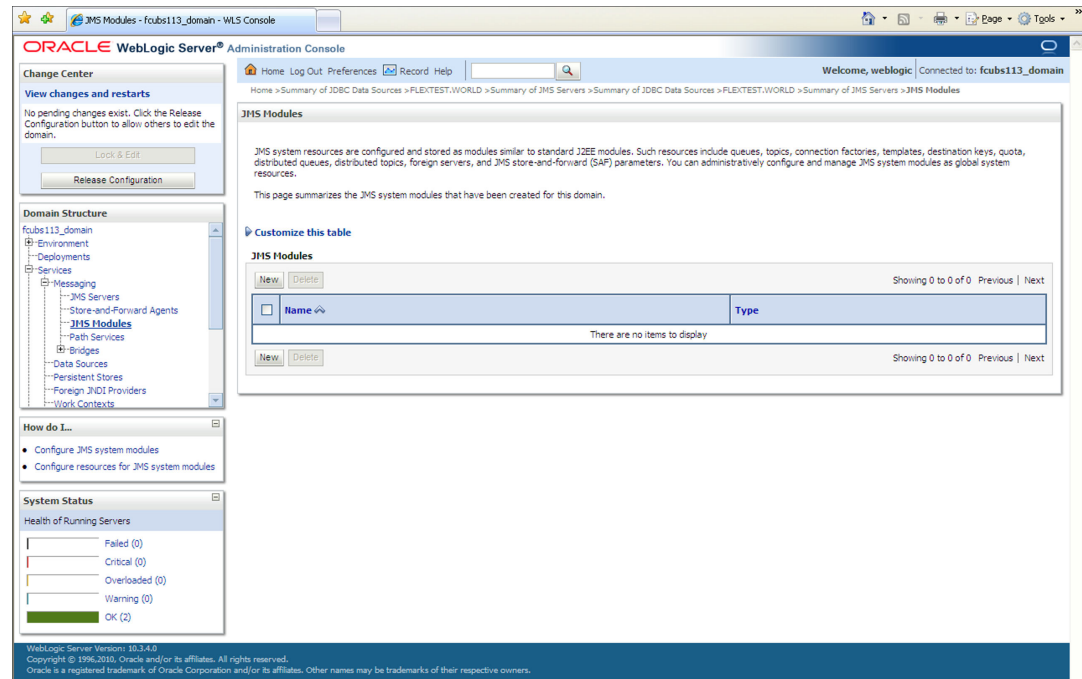 JMS Modules - fcubs113_domain - WLS Console
Page
Tools
»
ORACLE WebLogic Server® Administration Console
Change Center
View changes and restarts
No pending changes exist. Click the Release
Configuration button to allow others to edit the
domain.
Lock & Edit
Release Configuration
Domain Structure
fcubs113_domain
Environment
Deployments
Services
Messaging
JMS Servers
Store-and-Forward Agents
JMS Modules
Path Services
Bridges
Data Sources
Persistent Stores
Foreign JNDI Providers
Work Contexts
How do I...
Configure JMS system modules
Configure resources for JMS system modules
System Status
Health of Running Servers
Failed (0)
Critical (0)
Overloaded (0)
Warning (0)
OK (2)
Home Log Out Preferences Record Help
Welcome, weblogic Connected to: fcubs113_domain
Home >Summary of JDBC Data Sources >FLEXTEST.WORLD >Summary of JMS Servers >Summary of JDBC Data Sources >FLEXTEST.WORLD >Summary of JMS Servers >JMS Modules
JMS Modules
JMS system resources are configured and stored as modules similar to standard J2EE modules. Such resources include queues, topics, connection factories, templates, destination keys, quota,
distributed queues, distributed topics, foreign servers, and JMS store-and-forward (SAF) parameters. You can administratively configure and manage JMS system modules as global system
resources.
This page summarizes the JMS system modules that have been created for this domain.
Customize this table
JMS Modules
New Delete
Showing 0 to 0 of 0 Previous | Next
Name
Type
There are no items to display
New Delete
Showing 0 to 0 of 0 Previous | Next
WebLogic Server Version: 10.3.4.0
Copyright © 1996,2010, Oracle and/or its affiliates. All rights reserved.
Oracle is a registered trademark of Oracle Corporation and/or its affiliates. Other names may be trademarks of their respective owners.